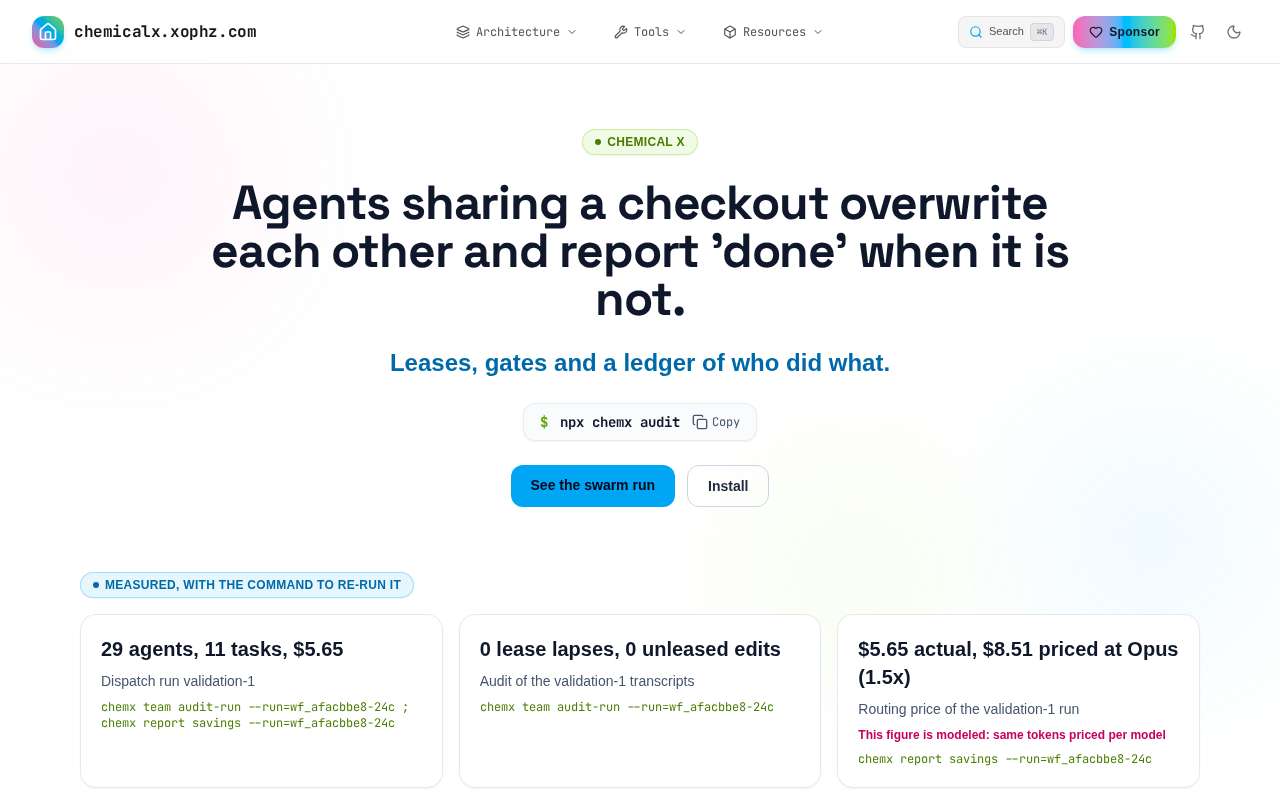 chemicalx.xophz.com
Architecture
Tools
Resources
Search ⌘K
Sponsor
CHEMICAL X
Agents sharing a checkout overwrite
each other and report 'done' when it is
not.
Leases, gates and a ledger of who did what.
$ npx chemx audit Copy
See the swarm run
Install
MEASURED, WITH THE COMMAND TO RE-RUN IT
29 agents, 11 tasks, $5.65
Dispatch run validation-1
chemx team audit-run --run=wf_afacbbe8-24c ;
chemx report savings --run=wf_afacbbe8-24c
0 lease lapses, 0 unleased edits
Audit of the validation-1 transcripts
chemx team audit-run --run=wf_afacbbe8-24c
$5.65 actual, $8.51 priced at Opus
(1.5x)
Routing price of the validation-1 run
This figure is modeled: same tokens priced per model
chemx report savings --run=wf_afacbbe8-24c